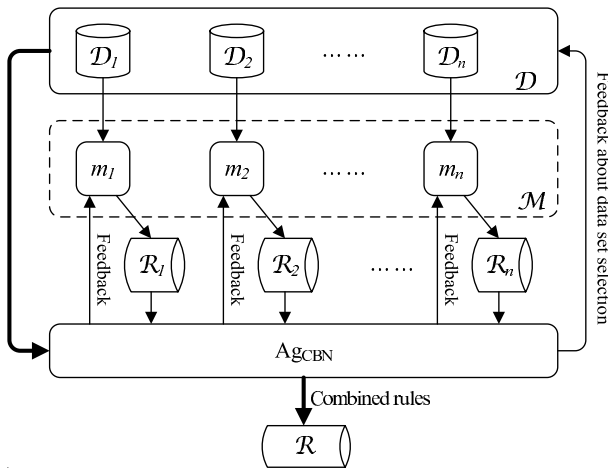 𝒟1 𝒟2 …… 𝒟n
𝒟
m1 m2 …… mn
ℳ
Feedback ℛ1 Feedback ℛ2 …… Feedback ℛn
Feedback about data set selection
AgCBN
Combined rules
ℛ